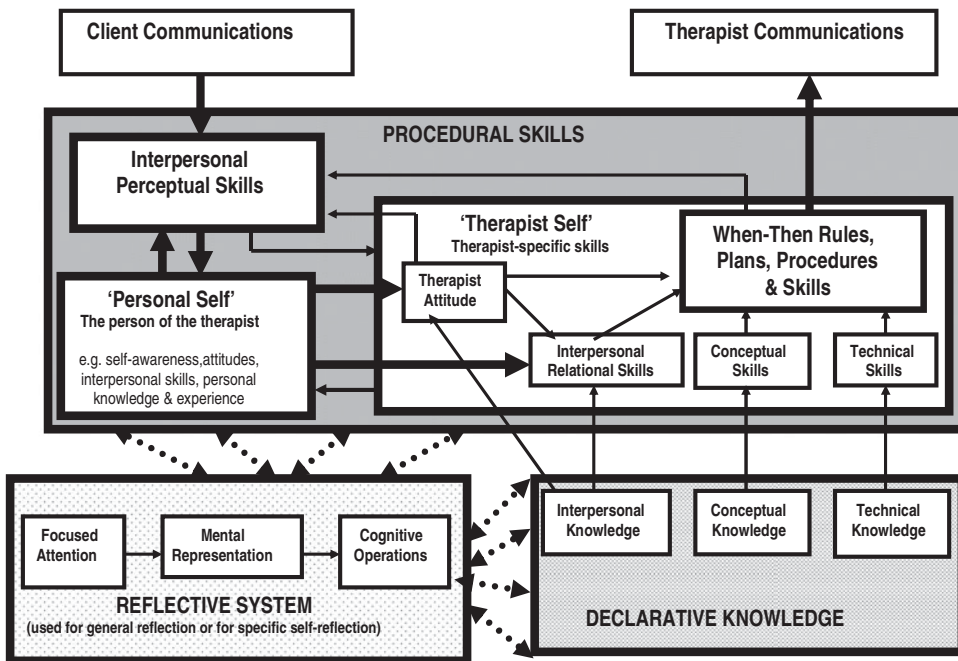 Client Communications
Therapist Communications
PROCEDURAL SKILLS
Interpersonal
Perceptual Skills
'Therapist Self'
Therapist-specific skills
When-Then Rules,
Plans, Procedures
& Skills
Therapist
Attitude
'Personal Self'
The person of the therapist
e.g. self-awareness,attitudes,
interpersonal skills, personal
knowledge & experience
Interpersonal
Relational Skills
Conceptual
Skills
Technical
Skills
Focused
Attention
Mental
Representation
Cognitive
Operations
REFLECTIVE SYSTEM
(used for general reflection or for specific self-reflection)
Interpersonal
Knowledge
Conceptual
Knowledge
Technical
Knowledge
DECLARATIVE KNOWLEDGE